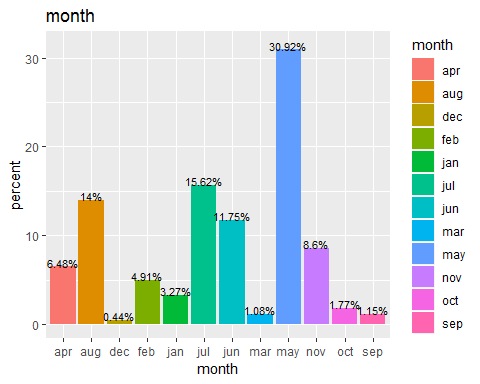 month
percent
30
20
10
0
6.48%
14%
0.44%
4.91%
3.27%
15.62%
11.75%
1.08%
30.92%
8.6%
1.77%
1.15%
apr aug dec feb jan jul jun mar may nov oct sep
month
month
apr
aug
dec
feb
jan
jul
jun
mar
may
nov
oct
sep